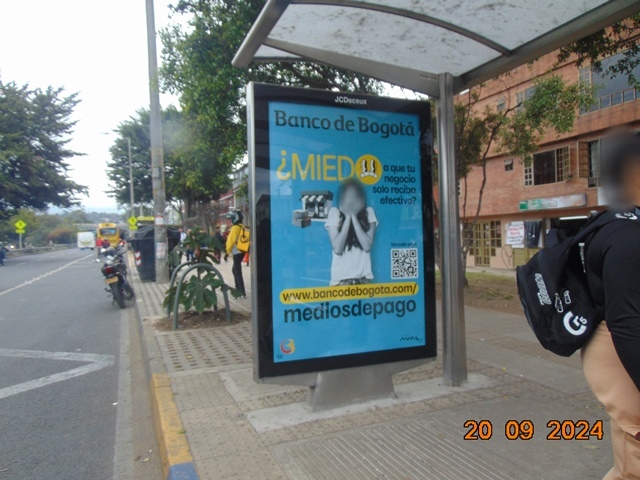 JCDecaux
Banco de Bogotá
¿MIEDO a que tu
negocio
solo reciba
efectivo?
www.bancodebogota.com/
mediosdepago
20 09 2024